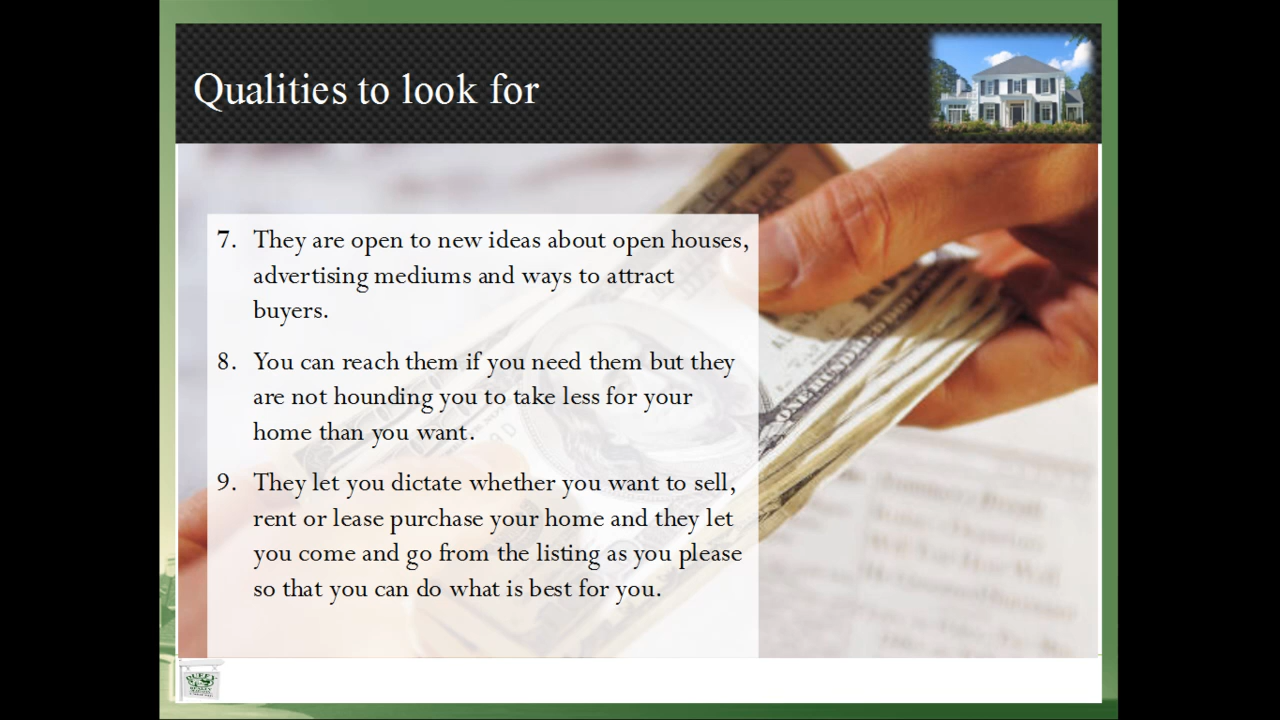 Qualities to look for
7. They are open to new ideas about open houses,
advertising mediums and ways to attract
buyers.
8. You can reach them if you need them but they
are not hounding you to take less for your
home than you want.
9. They let you dictate whether you want to sell,
rent or lease purchase your home and they let
you come and go from the listing as you please
so that you can do what is best for you.